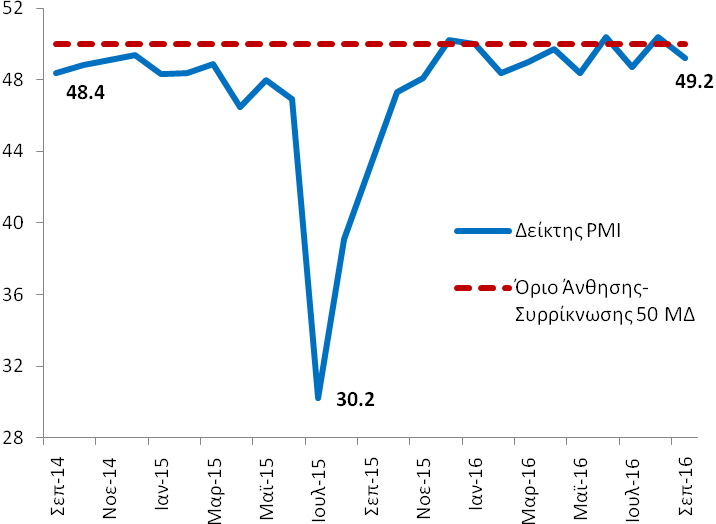 52
48
44
40
36
32
28
48.4
49.2
30.2
Δείκτης PMI
Όριο Άνθησης-
Συρρίκνωσης 50 ΜΔ
Σεπ-14
Νοε-14
Ιαν-15
Μαρ-15
Μαϊ-15
Ιουλ-15
Σεπ-15
Νοε-15
Ιαν-16
Μαρ-16
Μαϊ-16
Ιουλ-16
Σεπ-16